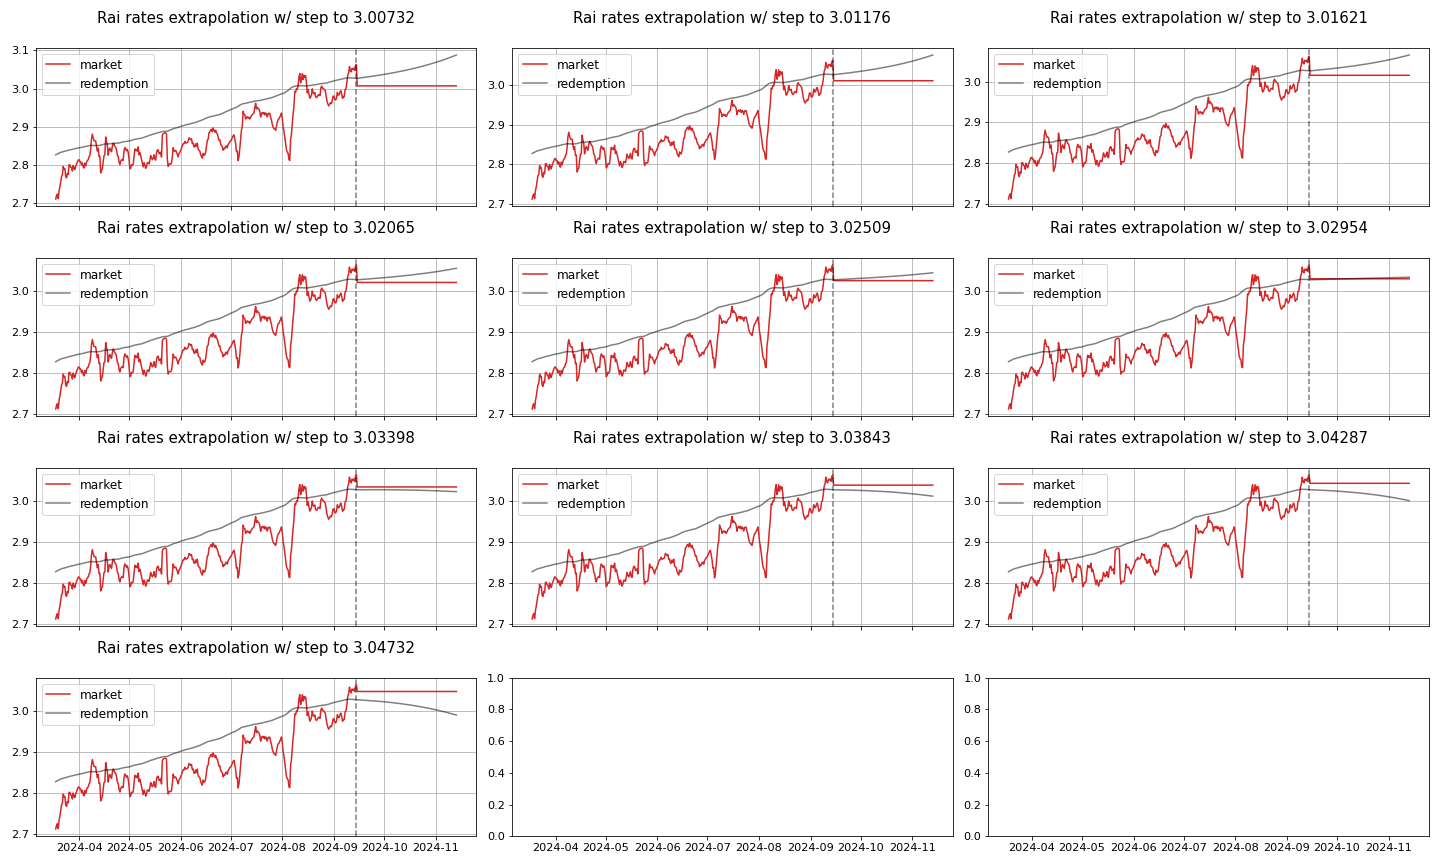 Rai rates extrapolation w/ step to 3.00732
3.1
3.0
2.9
2.8
2.7
market
redemption
Rai rates extrapolation w/ step to 3.01176
3.0
2.9
2.8
2.7
market
redemption
Rai rates extrapolation w/ step to 3.01621
3.0
2.9
2.8
2.7
market
redemption
Rai rates extrapolation w/ step to 3.02065
3.0
2.9
2.8
2.7
market
redemption
Rai rates extrapolation w/ step to 3.02509
3.0
2.9
2.8
2.7
market
redemption
Rai rates extrapolation w/ step to 3.02954
3.0
2.9
2.8
2.7
market
redemption
Rai rates extrapolation w/ step to 3.03398
3.0
2.9
2.8
2.7
market
redemption
Rai rates extrapolation w/ step to 3.03843
3.0
2.9
2.8
2.7
market
redemption
Rai rates extrapolation w/ step to 3.04287
3.0
2.9
2.8
2.7
market
redemption
Rai rates extrapolation w/ step to 3.04732
3.0
2.9
2.8
2.7
market
redemption
2024-04 2024-05 2024-06 2024-07 2024-08 2024-09 2024-10 2024-11
1.0
0.8
0.6
0.4
0.2
0.0
2024-04 2024-05 2024-06 2024-07 2024-08 2024-09 2024-10 2024-11
1.0
0.8
0.6
0.4
0.2
0.0
2024-04 2024-05 2024-06 2024-07 2024-08 2024-09 2024-10 2024-11